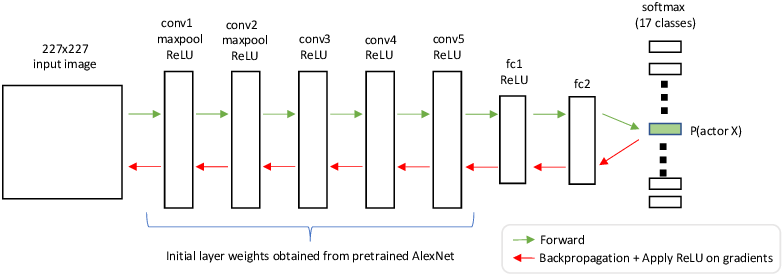 softmax
(17 classes)
conv1
maxpool
ReLU
conv2
maxpool
ReLU
conv3
ReLU
conv4
ReLU
conv5
ReLU
227x227
input image
fc1
ReLU
fc2
P(actor X)
Initial layer weights obtained from pretrained AlexNet
Forward
Backpropagation + Apply ReLU on gradients